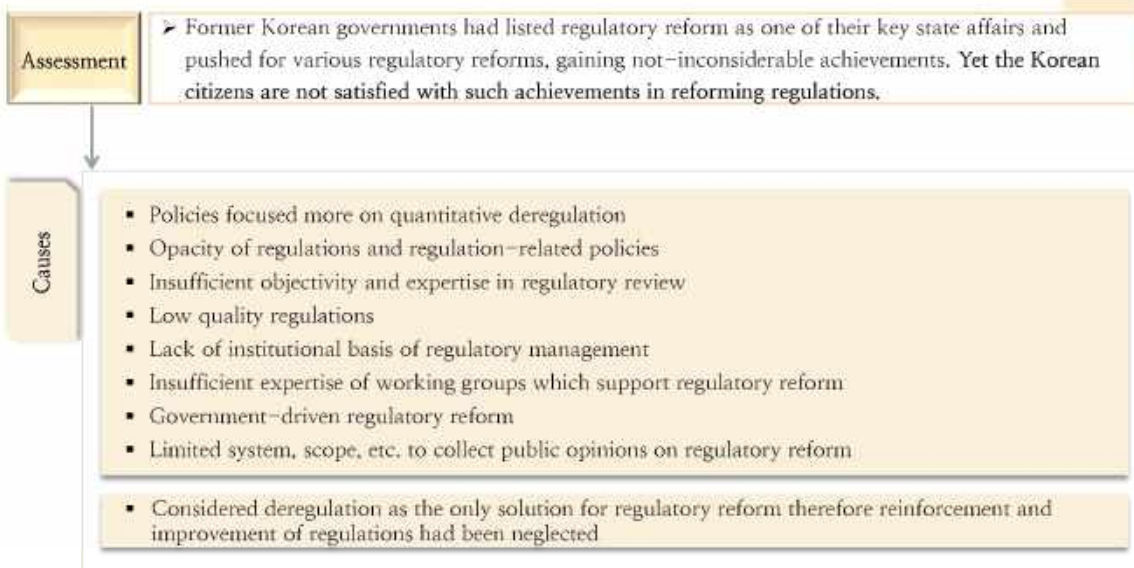 Assessment
➢ Former Korean governments had listed regulatory reform as one of their key state affairs and
pushed for various regulatory reforms, gaining not-inconsiderable achievements. Yet the Korean
citizens are not satisfied with such achievements in reforming regulations.
Causes
▪ Policies focused more on quantitative deregulation
▪ Opacity of regulations and regulation-related policies
▪ Insufficient objectivity and expertise in regulatory review
▪ Low quality regulations
▪ Lack of institutional basis of regulatory management
▪ Insufficient expertise of working groups which support regulatory reform
▪ Government-driven regulatory reform
▪ Limited system, scope, etc. to collect public opinions on regulatory reform
▪ Considered deregulation as the only solution for regulatory reform therefore reinforcement and
improvement of regulations had been neglected